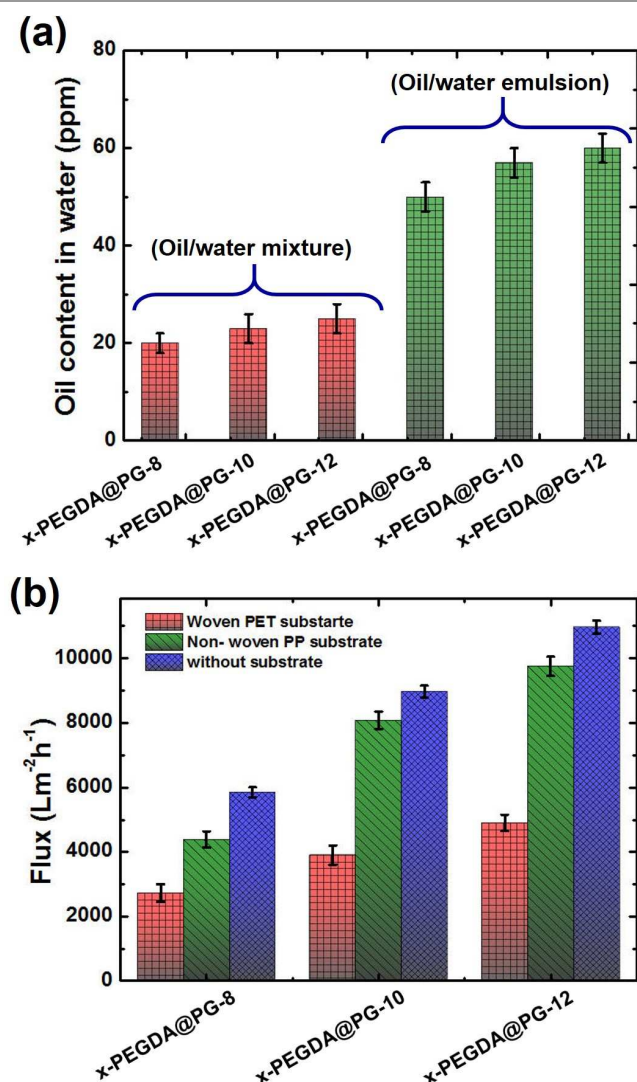 (a)
80
60
40
20
0
Oil content in water (ppm)
(Oil/water emulsion)
(Oil/water mixture)
x-PEGDA@PG-8
x-PEGDA@PG-10
x-PEGDA@PG-12
x-PEGDA@PG-8
x-PEGDA@PG-10
x-PEGDA@PG-12
(b)
Woven PET substarte
Non- woven PP substrate
without substrate
10000
8000
6000
4000
2000
0
Flux (Lm⁻²h⁻¹)
x-PEGDA@PG-8
x-PEGDA@PG-10
x-PEGDA@PG-12